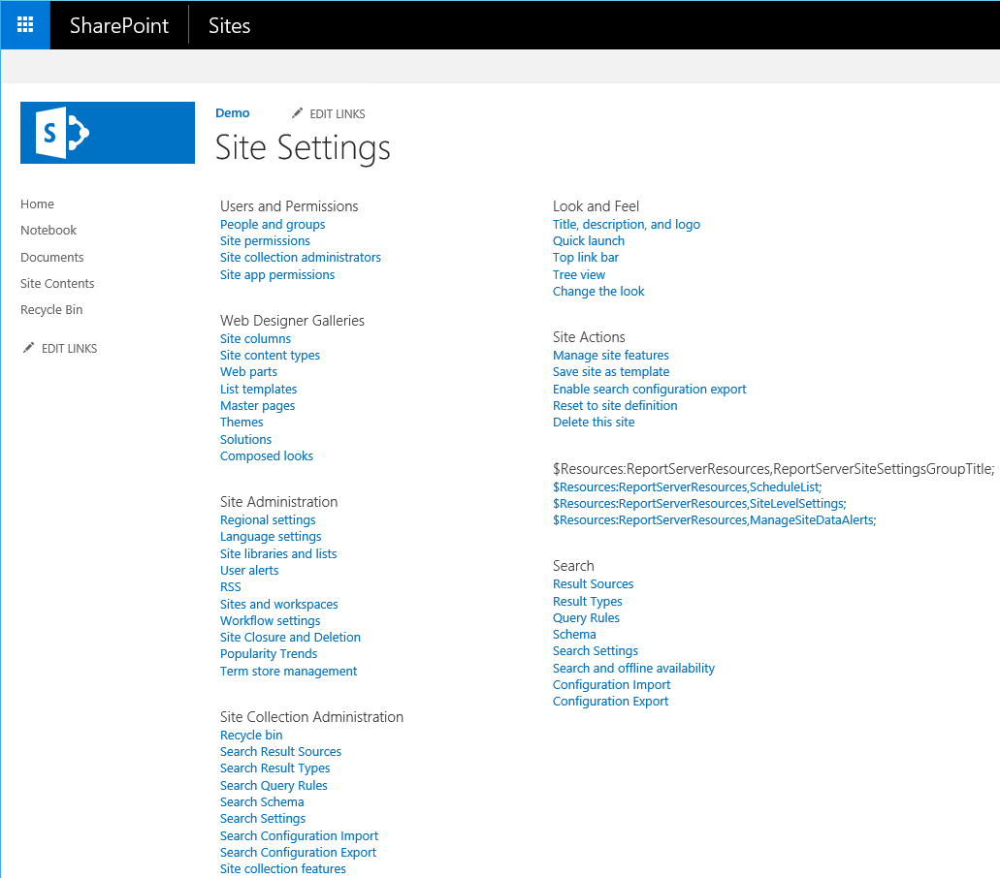 SharePoint
Sites
S
Demo
EDIT LINKS
Site Settings
Home
Notebook
Documents
Site Contents
Recycle Bin
EDIT LINKS
Users and Permissions
People and groups
Site permissions
Site collection administrators
Site app permissions
Web Designer Galleries
Site columns
Site content types
Web parts
List templates
Master pages
Themes
Solutions
Composed looks
Site Administration
Regional settings
Language settings
Site libraries and lists
User alerts
RSS
Sites and workspaces
Workflow settings
Site Closure and Deletion
Popularity Trends
Term store management
Site Collection Administration
Recycle bin
Search Result Sources
Search Result Types
Search Query Rules
Search Schema
Search Settings
Search Configuration Import
Search Configuration Export
Site collection features
Look and Feel
Title, description, and logo
Quick launch
Top link bar
Tree view
Change the look
Site Actions
Manage site features
Save site as template
Enable search configuration export
Reset to site definition
Delete this site
$Resources:ReportServerResources,ReportServerSiteSettingsGroupTitle;
$Resources:ReportServerResources,ScheduleList;
$Resources:ReportServerResources,SiteLevelSettings;
$Resources:ReportServerResources,ManageSiteDataAlerts;
Search
Result Sources
Result Types
Query Rules
Schema
Search Settings
Search and offline availability
Configuration Import
Configuration Export